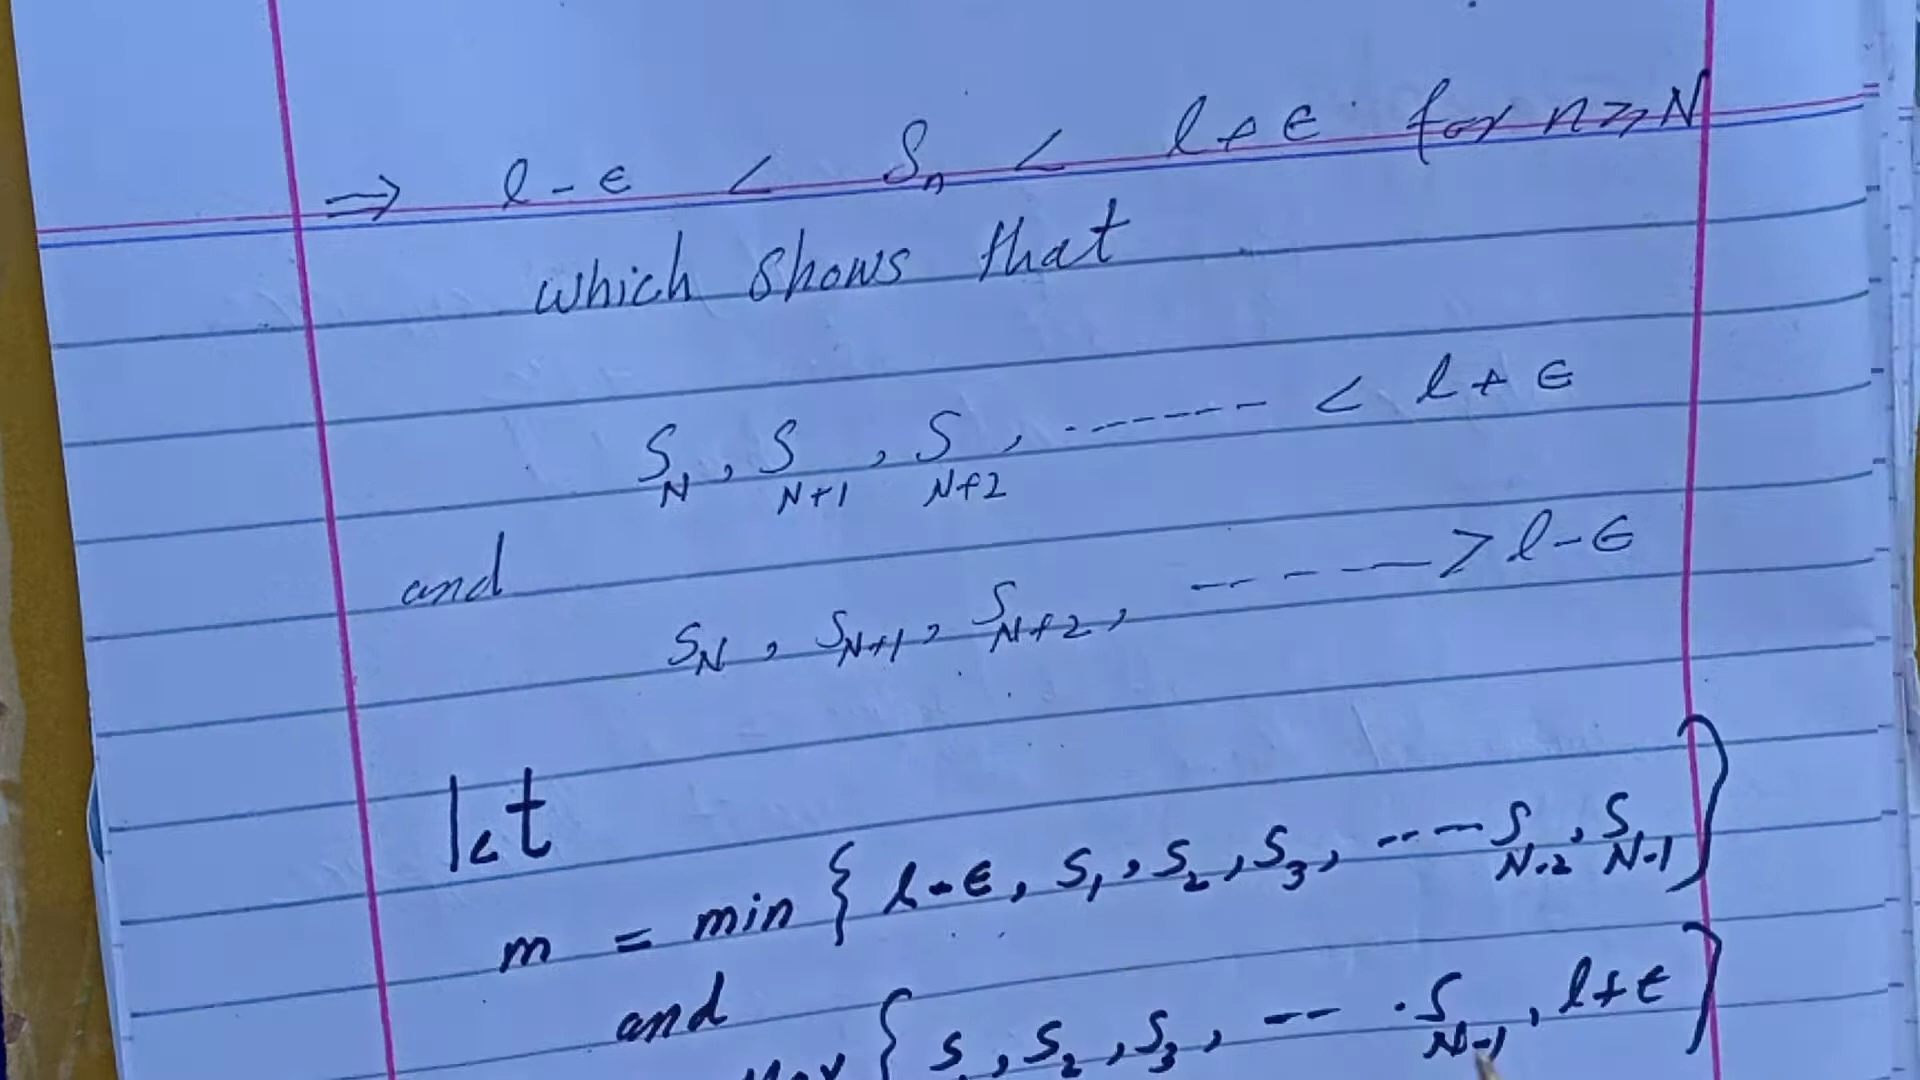 ⇒ l - ϵ < Sₙ < l + ϵ for n ≥ N
which shows that
S_N, S_{N+1}, S_{N+2}, ------- < l + ϵ
and
S_N, S_{N+1}, S_{N+2}, ------ > l - ϵ
let
m = min { l - ϵ, S₁, S₂, S₃, ---- S_{N-2}, S_{N-1} }
and
max { S₁, S₂, S₃, --- . S_{N-1}, l + ϵ }